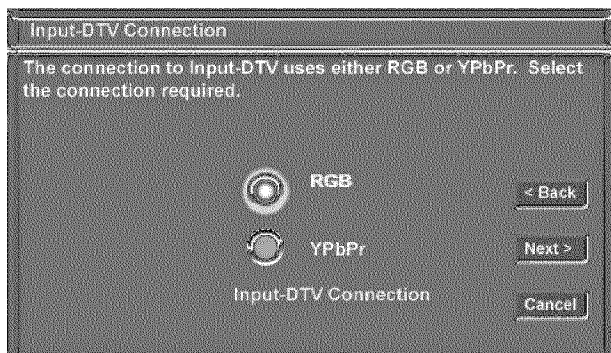 Input-DTV Connection
The connection to Input-DTV uses either RGB or YPbPr. Select
the connection required.
RGB
< Back
YPbPr
Next >
Input-DTV Connection
Cancel